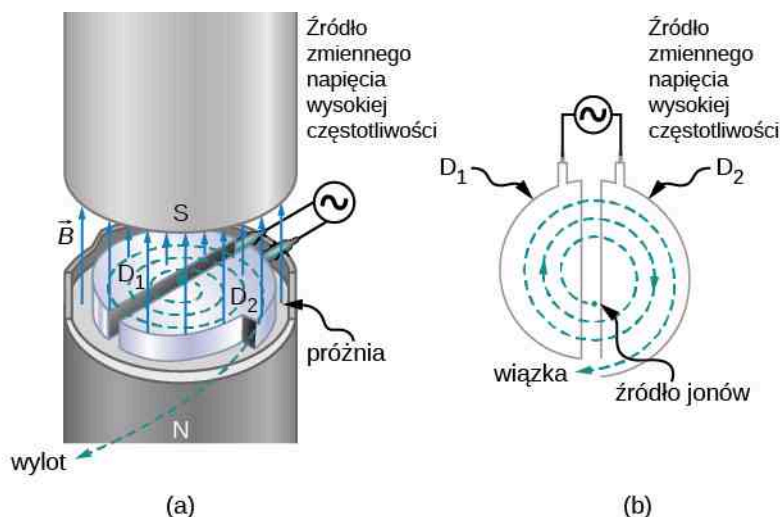 Źródło
zmiennego
napięcia
wysokiej
częstotliwości
S
B
D1
D2
próżnia
N
wylot
(a)
Źródło
zmiennego
napięcia
wysokiej
częstotliwości
D1
D2
wiązka
źródło jonów
(b)